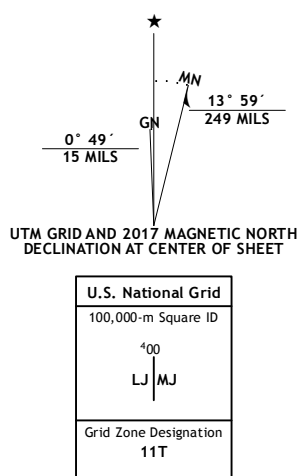 ★
MN
GN
13° 59´
249 MILS
0° 49´
15 MILS
UTM GRID AND 2017 MAGNETIC NORTH
DECLINATION AT CENTER OF SHEET
U.S. National Grid
100,000-m Square ID
⁴00
LJ MJ
Grid Zone Designation
11T